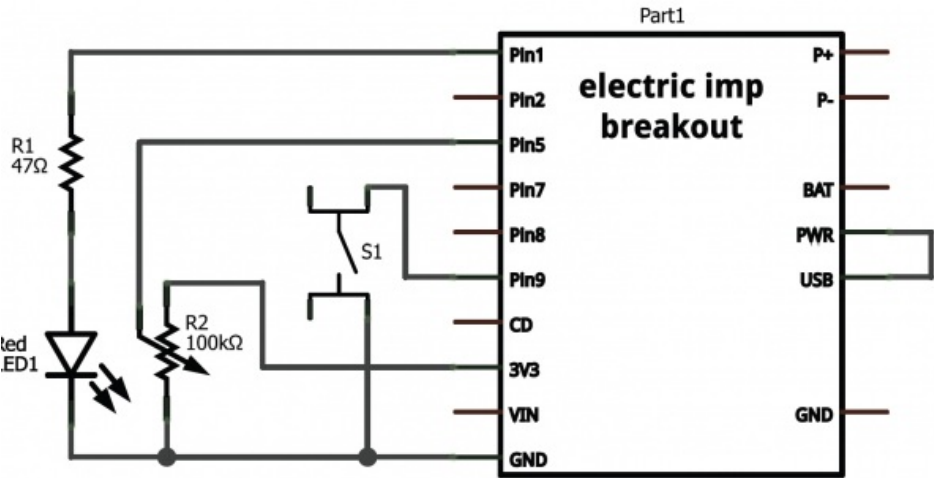 Part1
electric imp
breakout
Pin1
Pin2
Pin5
Pin7
Pin8
Pin9
CD
3V3
VIN
GND
P+
P-
BAT
PWR
USB
GND
R1
47Ω
S1
R2
100kΩ
Red
LED1